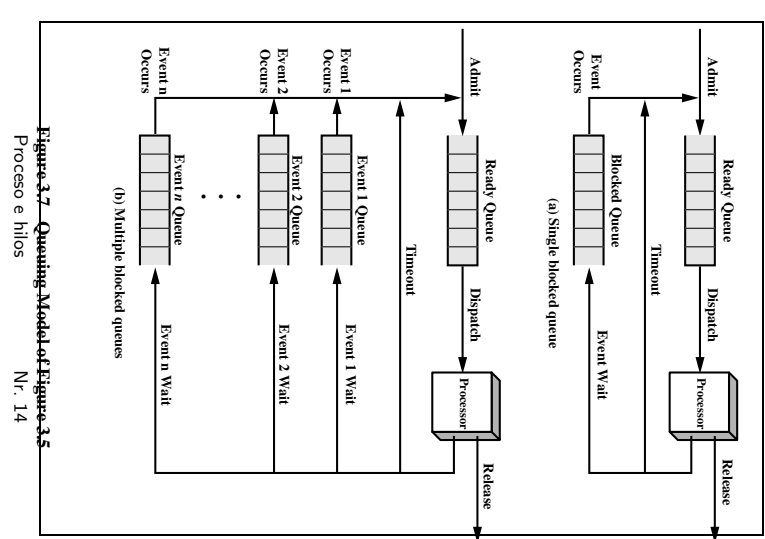 Admit
Ready Queue
Dispatch
Processor
Release
Timeout
Event
Occurs
Blocked Queue
Event Wait
(a) Single blocked queue
Admit
Ready Queue
Dispatch
Processor
Release
Timeout
Event 1
Occurs
Event 1 Queue
Event 1 Wait
Event 2
Occurs
Event 2 Queue
Event 2 Wait
Event n
Occurs
Event n Queue
Event n Wait
(b) Multiple blocked queues
Figure 3.7 Queuing Model of Figure 3.5
Proceso e hilos
Nr. 14